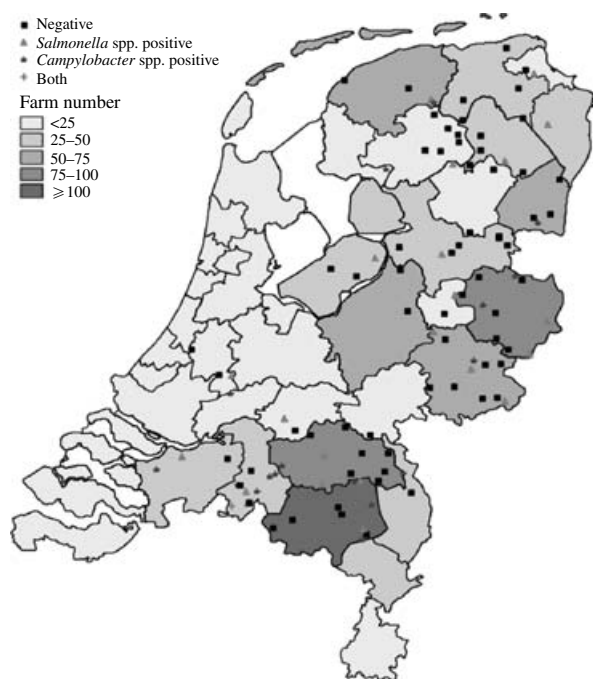 Negative
Salmonella spp. positive
Campylobacter spp. positive
Both
Farm number
<25
25–50
50–75
75–100
⩾100